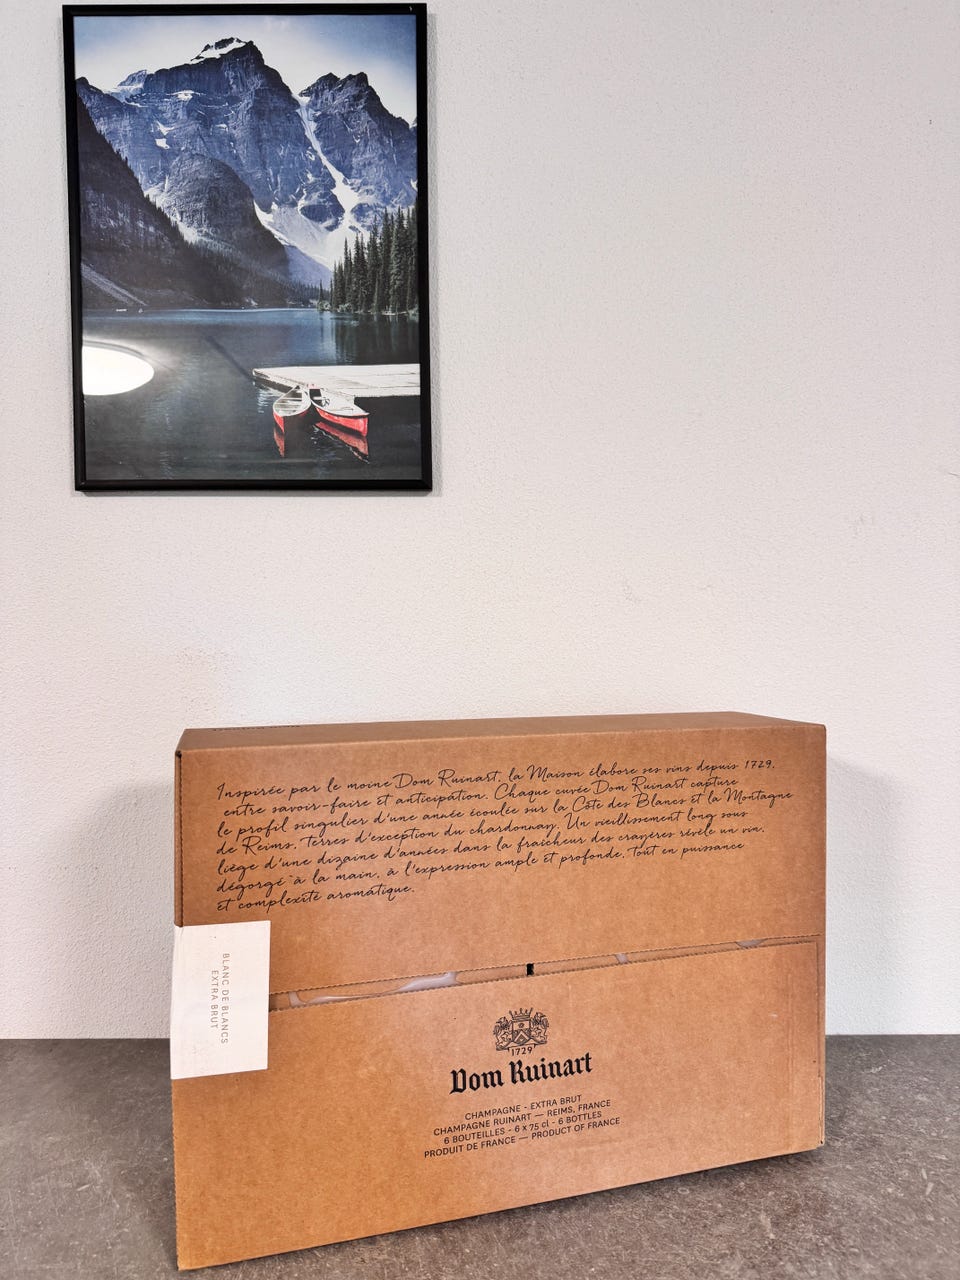 Inspirée par le moine Dom Ruinart, la Maison élabore ses vins depuis 1729,
entre savoir-faire et anticipation. Chaque cuvée Dom Ruinart capture
le profil singulier d'une année écoulée sur la Côte des Blancs et la Montagne
de Reims, terres d'exception du chardonnay. Un vieillissement long sous
liège d'une dizaine d'années dans la fraîcheur des crayères révèle un vin,
dégorgé à la main, à l'expression ample et profonde, tout en puissance
et complexité aromatique.
BLANC DE BLANCS
EXTRA BRUT
1729
Dom Ruinart
CHAMPAGNE - EXTRA BRUT
CHAMPAGNE RUINART — REIMS, FRANCE
6 BOUTEILLES - 6 x 75 cl - 6 BOTTLES
PRODUIT DE FRANCE — PRODUCT OF FRANCE